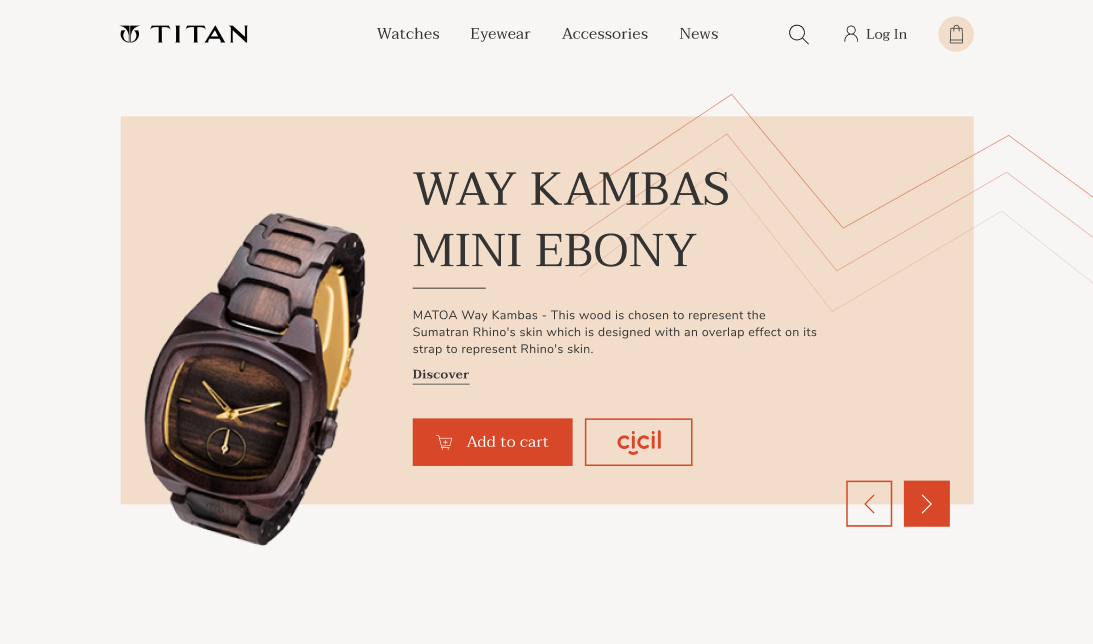 TITAN
Watches Eyewear Accessories News
Log In
WAY KAMBAS
MINI EBONY
MATOA Way Kambas - This wood is chosen to represent the
Sumatran Rhino's skin which is designed with an overlap effect on its
strap to represent Rhino's skin.
Discover
Add to cart
cicil